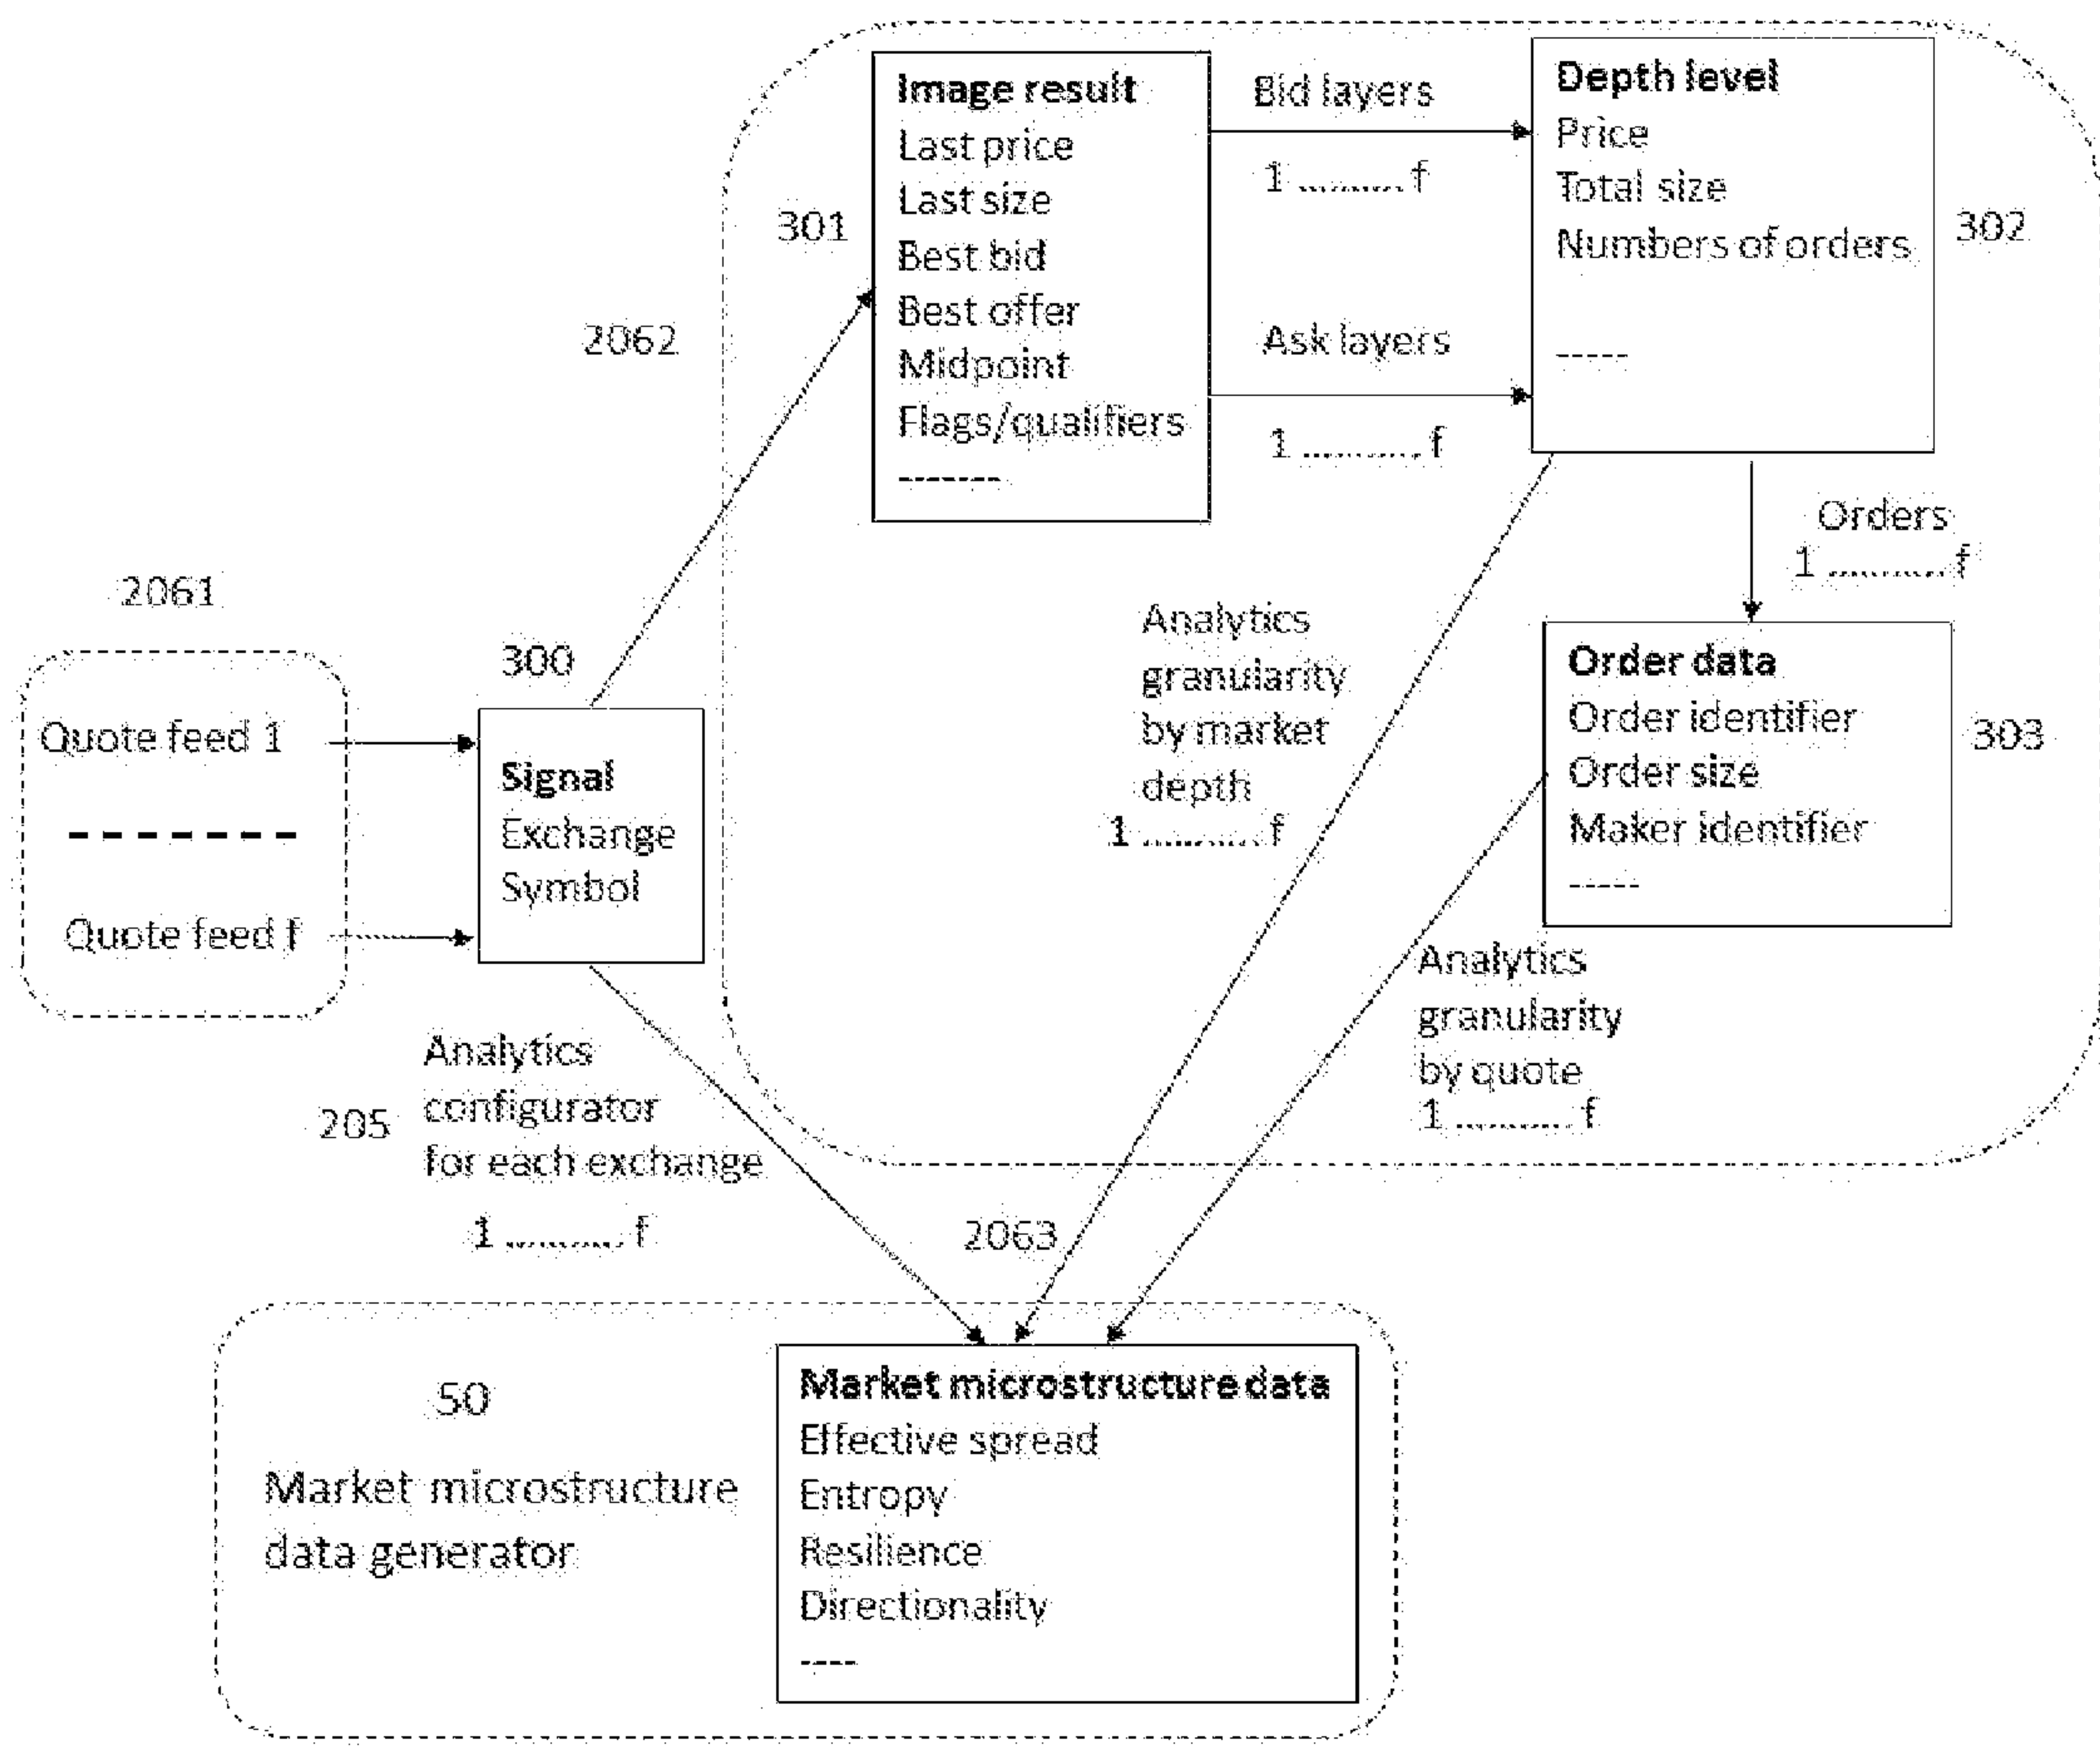 Image result
Last price
Last size
Best bid
Best offer
Midpoint
Flags/qualifiers
-------
301
Bid layers
1 ........... f
Ask layers
1 ............ f
Depth level
Price
Total size
Numbers of orders
-----
302
2062
Orders
1 ............ f
2061
Quote feed 1
- - - - - - -
Quote feed f
300
Signal
Exchange
Symbol
Analytics
granularity
by market
depth
1 ............ f
Order data
Order identifier
Order size
Maker identifier
-----
303
Analytics
granularity
by quote
1 ............ f
205
Analytics
configurator
for each exchange
1 ............ f
2063
50
Market microstructure
data generator
Market microstructure data
Effective spread
Entropy
Resilience
Directionality
----